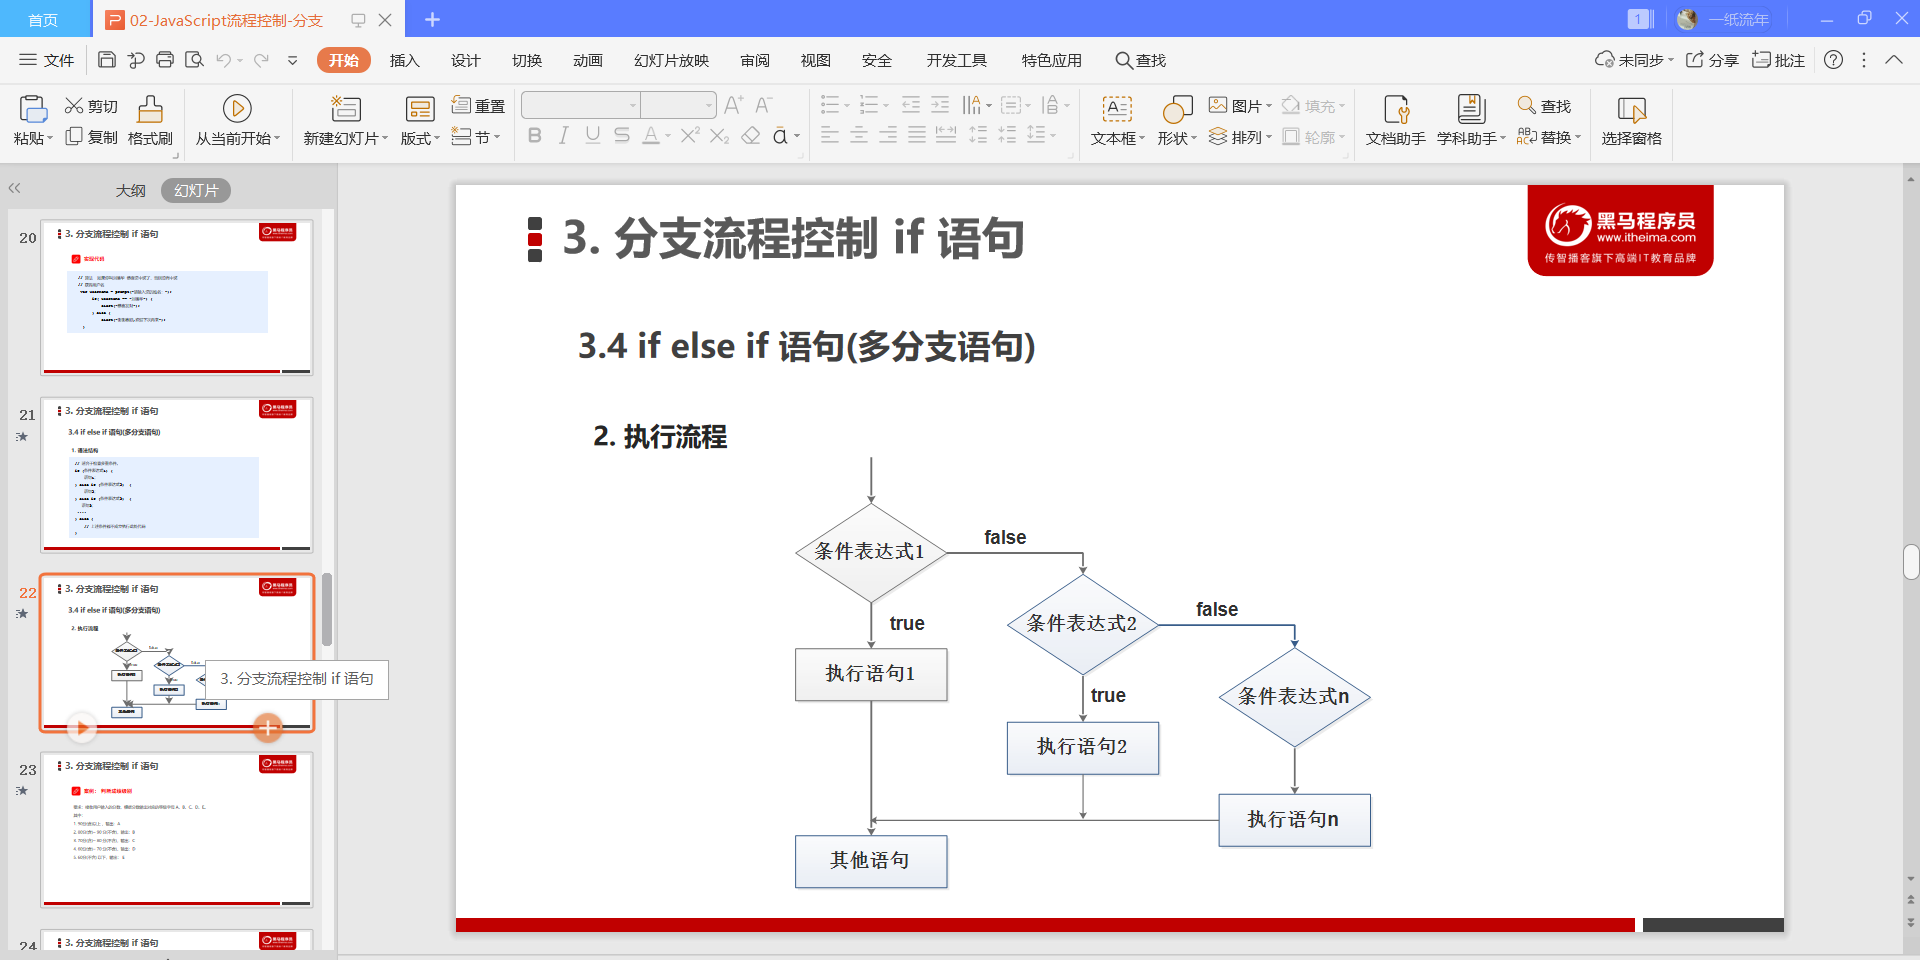 首页
02-JavaScript流程控制-分支
1
一纸流年
文件
开始
插入
设计
切换
动画
幻灯片放映
审阅
视图
安全
开发工具
特色应用
查找
未同步
分享
批注
粘贴
剪切
复制
格式刷
从当前开始
新建幻灯片
版式
重置
节
文本框
形状
图片
排列
填充
轮廓
文档助手
学科助手
查找
替换
选择窗格
大纲
幻灯片
20
3. 分支流程控制 if 语句
实现代码
21
3. 分支流程控制 if 语句
3.4 if else if 语句(多分支语句)
1. 语法结构
22
3. 分支流程控制 if 语句
3.4 if else if 语句(多分支语句)
2. 执行流程
3. 分支流程控制 if 语句
23
3. 分支流程控制 if 语句
24
3. 分支流程控制 if 语句
3. 分支流程控制 if 语句
黑马程序员
www.itheima.com
传智播客旗下高端IT教育品牌
3.4 if else if 语句(多分支语句)
2. 执行流程
条件表达式1
false
true
执行语句1
条件表达式2
false
true
执行语句2
条件表达式n
执行语句n
其他语句